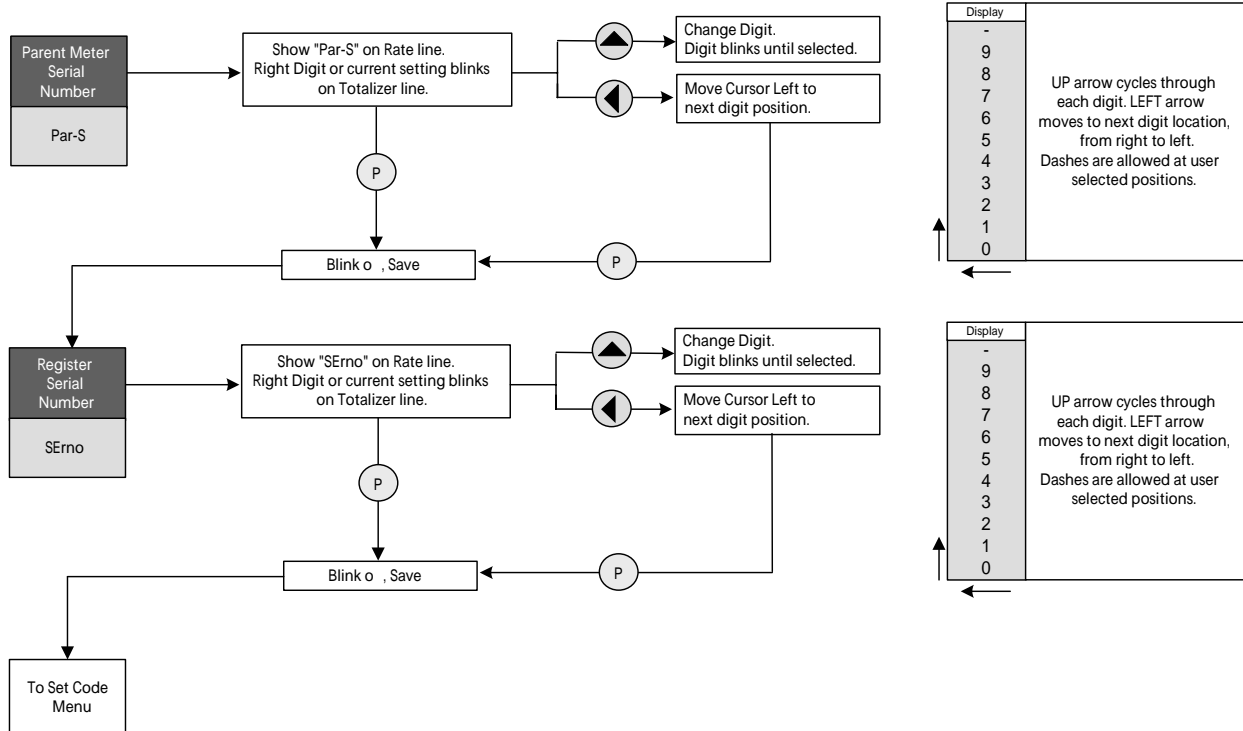 Parent Meter
Serial
Number
Par-S
Show "Par-S" on Rate line.
Right Digit or current setting blinks
on Totalizer line.
Change Digit.
Digit blinks until selected.
Move Cursor Left to
next digit position.
P
P
Blink o , Save
Display
-
9
8
7
6
5
4
3
2
1
0
UP arrow cycles through
each digit. LEFT arrow
moves to next digit location,
from right to left.
Dashes are allowed at user
selected positions.
Register
Serial
Number
SErno
Show "SErno" on Rate line.
Right Digit or current setting blinks
on Totalizer line.
Change Digit.
Digit blinks until selected.
Move Cursor Left to
next digit position.
P
P
Blink o , Save
Display
-
9
8
7
6
5
4
3
2
1
0
UP arrow cycles through
each digit. LEFT arrow
moves to next digit location,
from right to left.
Dashes are allowed at user
selected positions.
To Set Code
Menu